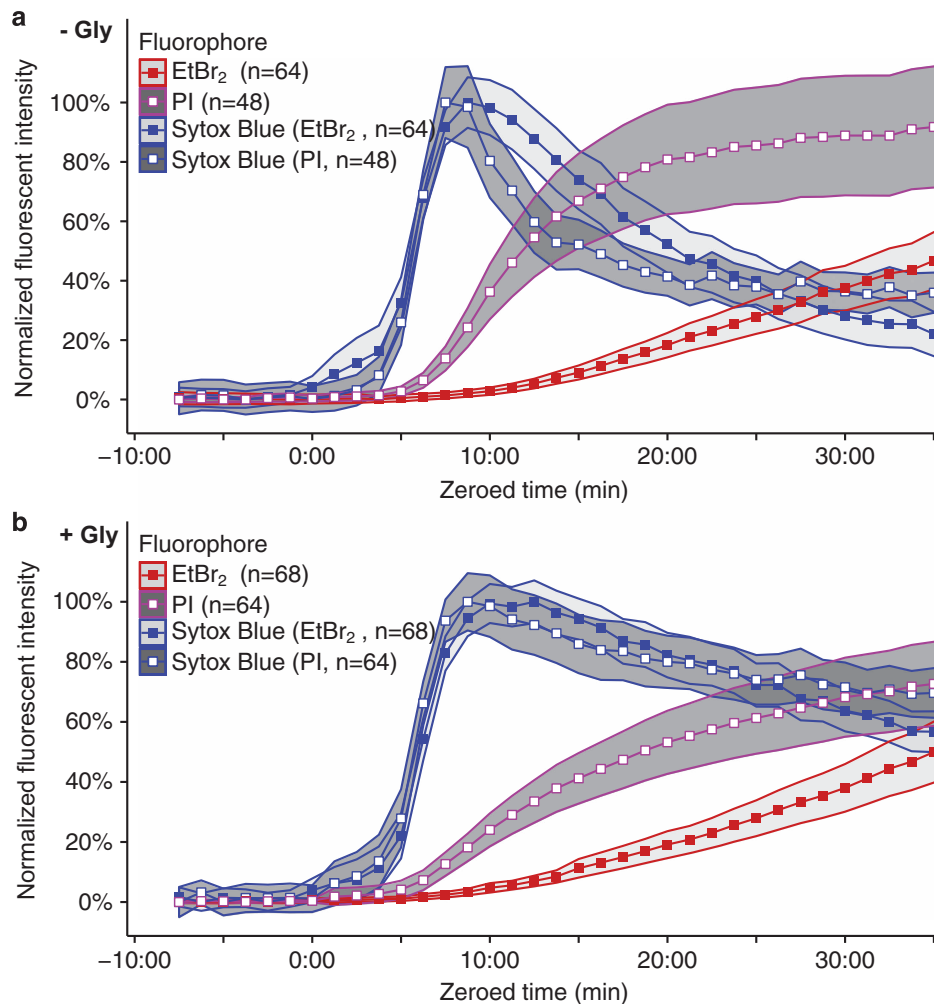 a
- Gly
Fluorophore
EtBr₂ (n=64)
PI (n=48)
Sytox Blue (EtBr₂ , n=64)
Sytox Blue (PI, n=48)
Normalized fluorescent intensity
100%
80%
60%
40%
20%
0%
−10:00 0:00 10:00 20:00 30:00
Zeroed time (min)
b
+ Gly
Fluorophore
EtBr₂ (n=68)
PI (n=64)
Sytox Blue (EtBr₂ , n=68)
Sytox Blue (PI, n=64)
Normalized fluorescent intensity
100%
80%
60%
40%
20%
0%
−10:00 0:00 10:00 20:00 30:00
Zeroed time (min)